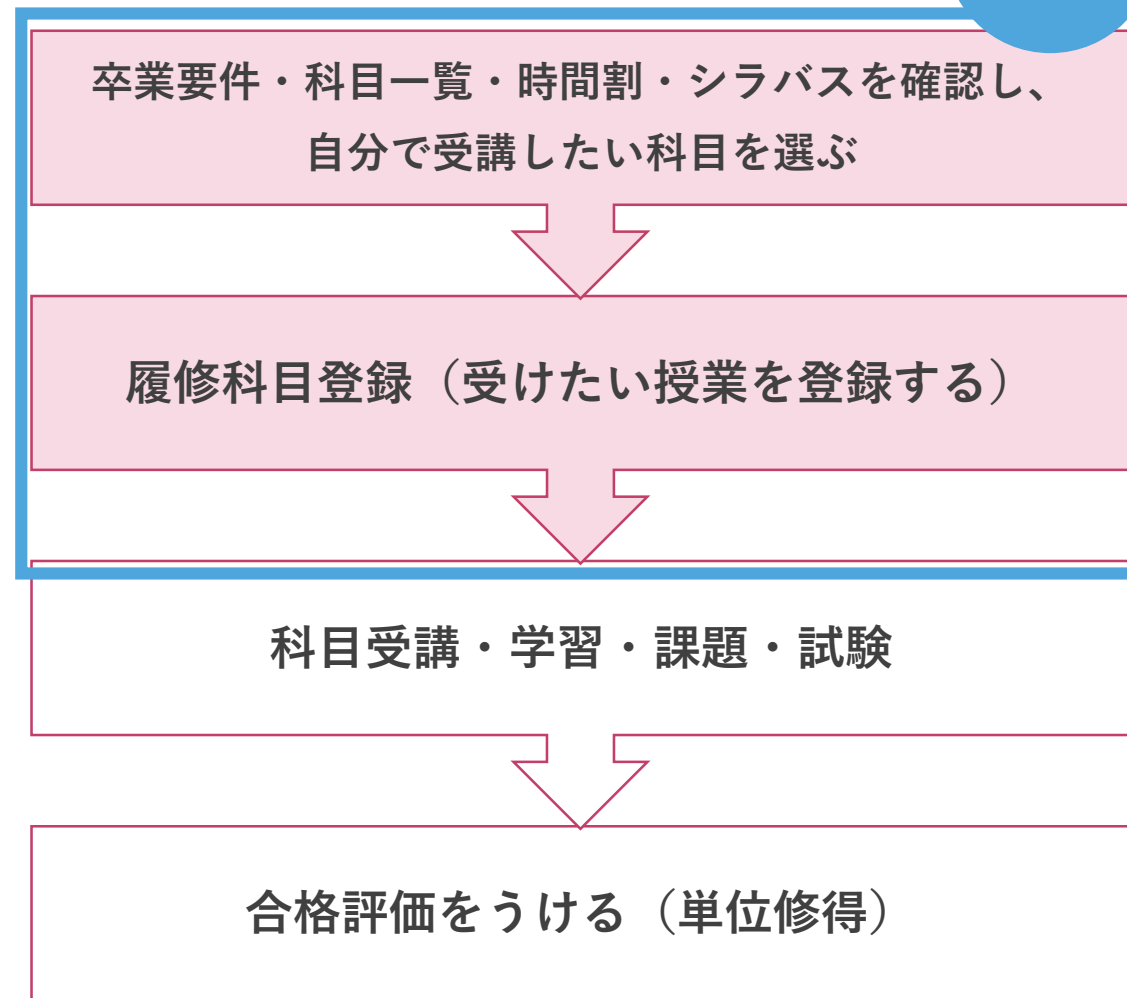 卒業要件・科目一覧・時間割・シラバスを確認し、
自分で受講したい科目を選ぶ
履修科目登録（受けたい授業を登録する）
科目受講・学習・課題・試験
合格評価をうける（単位修得）